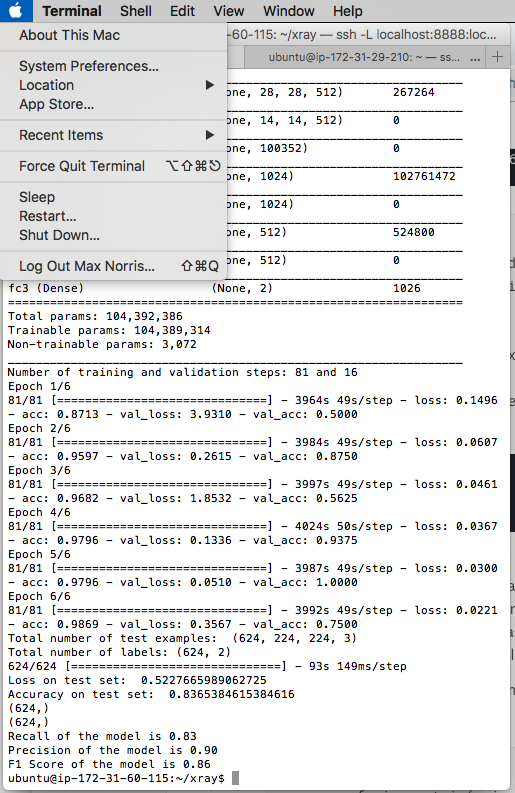 Terminal Shell Edit View Window Help
-60-115: ~/xray — ssh -L localhost:8888:loc...
ubuntu@ip-172-31-29-210: ~ — ss... ... +
About This Mac
System Preferences...
Location
App Store...
Recent Items
Force Quit Terminal ⌥⇧⌘⎋
Sleep
Restart...
Shut Down...
Log Out Max Norris... ⇧⌘Q
one, 28, 28, 512) 267264
one, 14, 14, 512) 0
one, 100352) 0
one, 1024) 102761472
one, 1024) 0
one, 512) 524800
one, 512) 0
fc3 (Dense) (None, 2) 1026
=================================================================
Total params: 104,392,386
Trainable params: 104,389,314
Non-trainable params: 3,072
_________________________________________________________________
Number of training and validation steps: 81 and 16
Epoch 1/6
81/81 [==============================] - 3964s 49s/step - loss: 0.1496
- acc: 0.8713 - val_loss: 3.9310 - val_acc: 0.5000
Epoch 2/6
81/81 [==============================] - 3984s 49s/step - loss: 0.0607
- acc: 0.9597 - val_loss: 0.2615 - val_acc: 0.8750
Epoch 3/6
81/81 [==============================] - 3997s 49s/step - loss: 0.0461
- acc: 0.9682 - val_loss: 1.8532 - val_acc: 0.5625
Epoch 4/6
81/81 [==============================] - 4024s 50s/step - loss: 0.0367
- acc: 0.9796 - val_loss: 0.1336 - val_acc: 0.9375
Epoch 5/6
81/81 [==============================] - 3987s 49s/step - loss: 0.0300
- acc: 0.9796 - val_loss: 0.0510 - val_acc: 1.0000
Epoch 6/6
81/81 [==============================] - 3992s 49s/step - loss: 0.0221
- acc: 0.9869 - val_loss: 0.3567 - val_acc: 0.7500
Total number of test examples:  (624, 224, 224, 3)
Total number of labels: (624, 2)
624/624 [==============================] - 93s 149ms/step
Loss on test set:  0.5227665989062725
Accuracy on test set:  0.8365384615384616
(624,)
(624,)
Recall of the model is 0.83
Precision of the model is 0.90
F1 Score of the model is 0.86
ubuntu@ip-172-31-60-115:~/xray$